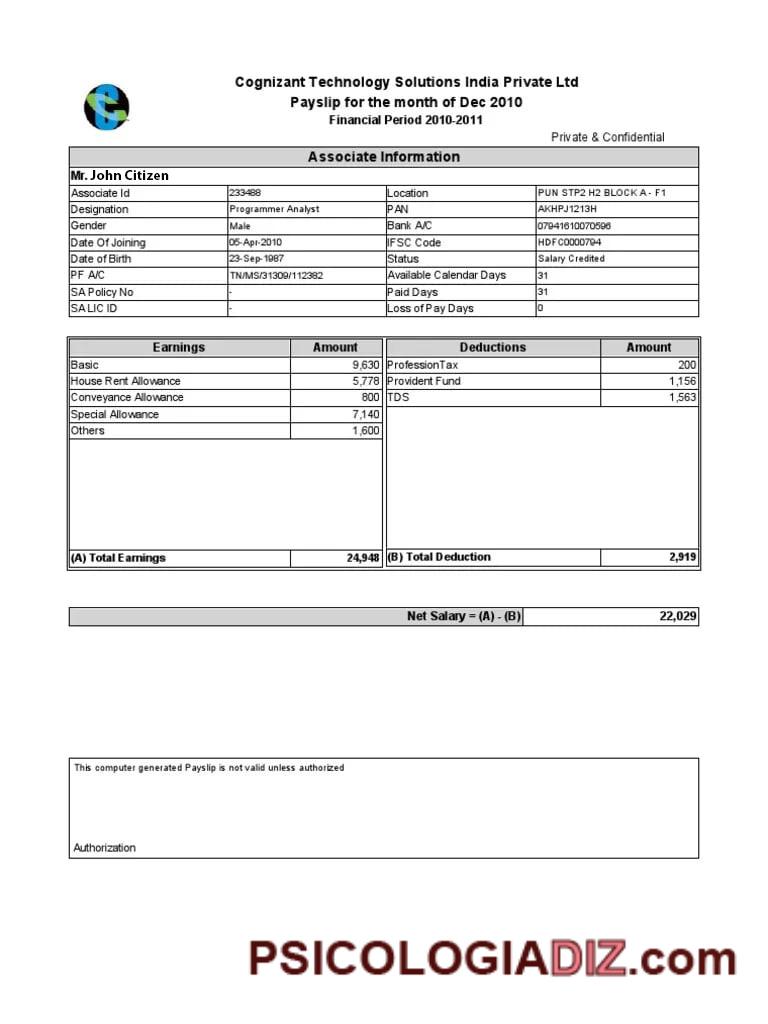 Cognizant Technology Solutions India Private Ltd
Payslip for the month of Dec 2010
Financial Period 2010-2011
Private & Confidential
Associate Information
Mr. John Citizen
Associate Id 233488 Location PUN STP2 H2 BLOCK A - F1
Designation Programmer Analyst PAN AKHPJ1213H
Gender Male Bank A/C 07941610070596
Date Of Joining 05-Apr-2010 IFSC Code HDFC0000794
Date of Birth 23-Sep-1987 Status Salary Credited
PF A/C TN/MS/31309/112382 Available Calendar Days 31
SA Policy No - Paid Days 31
SA LIC ID - Loss of Pay Days 0
Earnings Amount Deductions Amount
Basic 9,630 ProfessionTax 200
House Rent Allowance 5,778 Provident Fund 1,156
Conveyance Allowance 800 TDS 1,563
Special Allowance 7,140
Others 1,600
(A) Total Earnings 24,948 (B) Total Deduction 2,919
Net Salary = (A) - (B) 22,029
This computer generated Payslip is not valid unless authorized
Authorization
PSICOLOGIADIZ.com